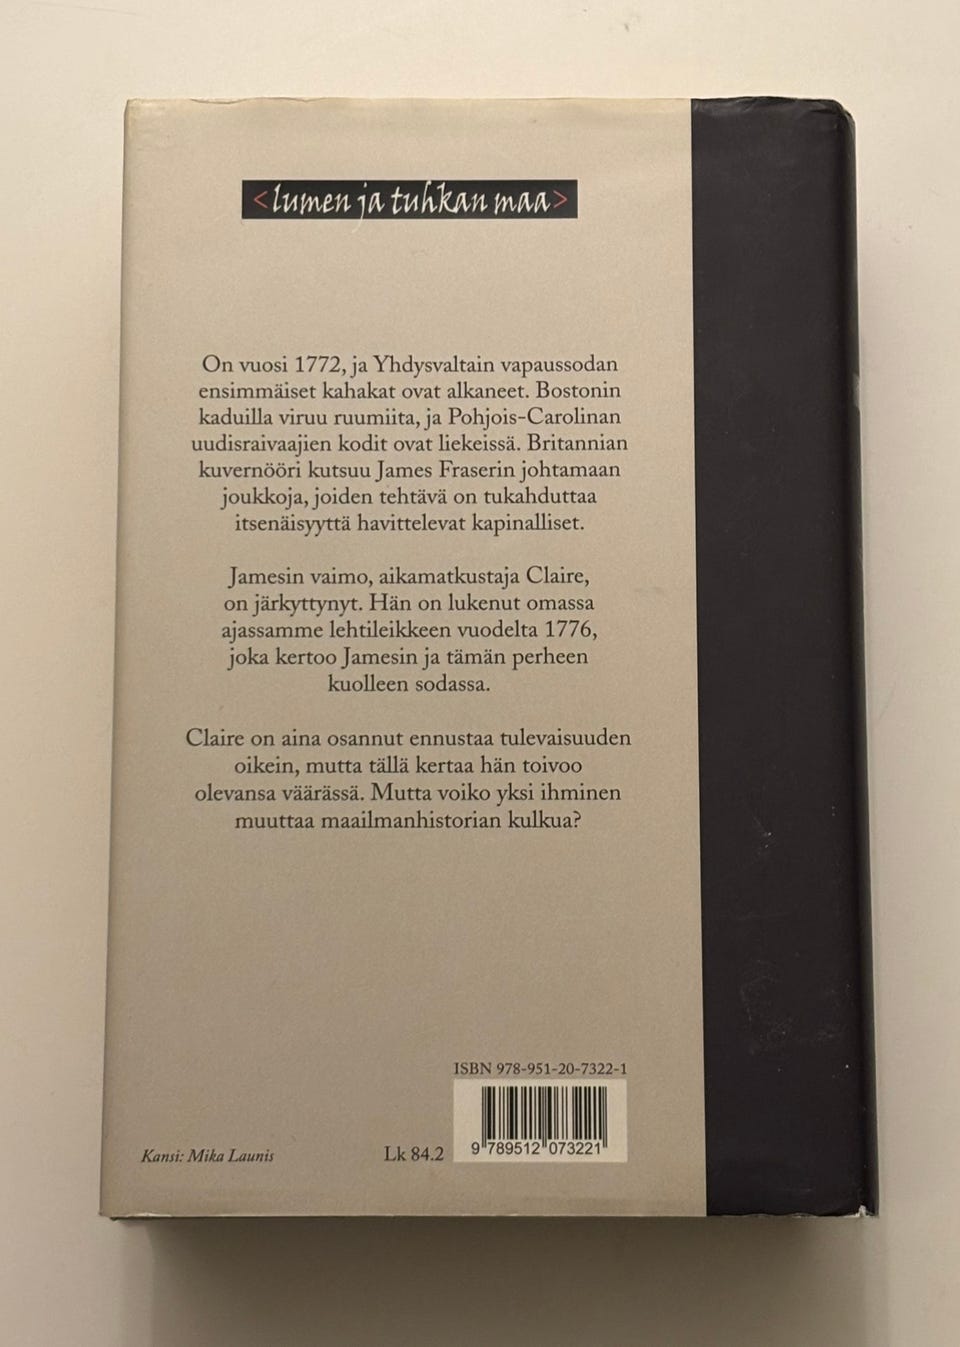 <lumen ja tuhkan maa>
On vuosi 1772, ja Yhdysvaltain vapaussodan
ensimmäiset kahakat ovat alkaneet. Bostonin
kaduilla viruu ruumiita, ja Pohjois-Carolinan
uudisraivaajien kodit ovat liekeissä. Britannian
kuvernööri kutsuu James Fraserin johtamaan
joukkoja, joiden tehtävä on tukahduttaa
itsenäisyyttä havittelevat kapinalliset.
Jamesin vaimo, aikamatkustaja Claire,
on järkyttynyt. Hän on lukenut omassa
ajassamme lehtileikkeen vuodelta 1776,
joka kertoo Jamesin ja tämän perheen
kuolleen sodassa.
Claire on aina osannut ennustaa tulevaisuuden
oikein, mutta tällä kertaa hän toivoo
olevansa väärässä. Mutta voiko yksi ihminen
muuttaa maailmanhistorian kulkua?
ISBN 978-951-20-7322-1
9 789512 073221
Kansi: Mika Launis
Lk 84.2